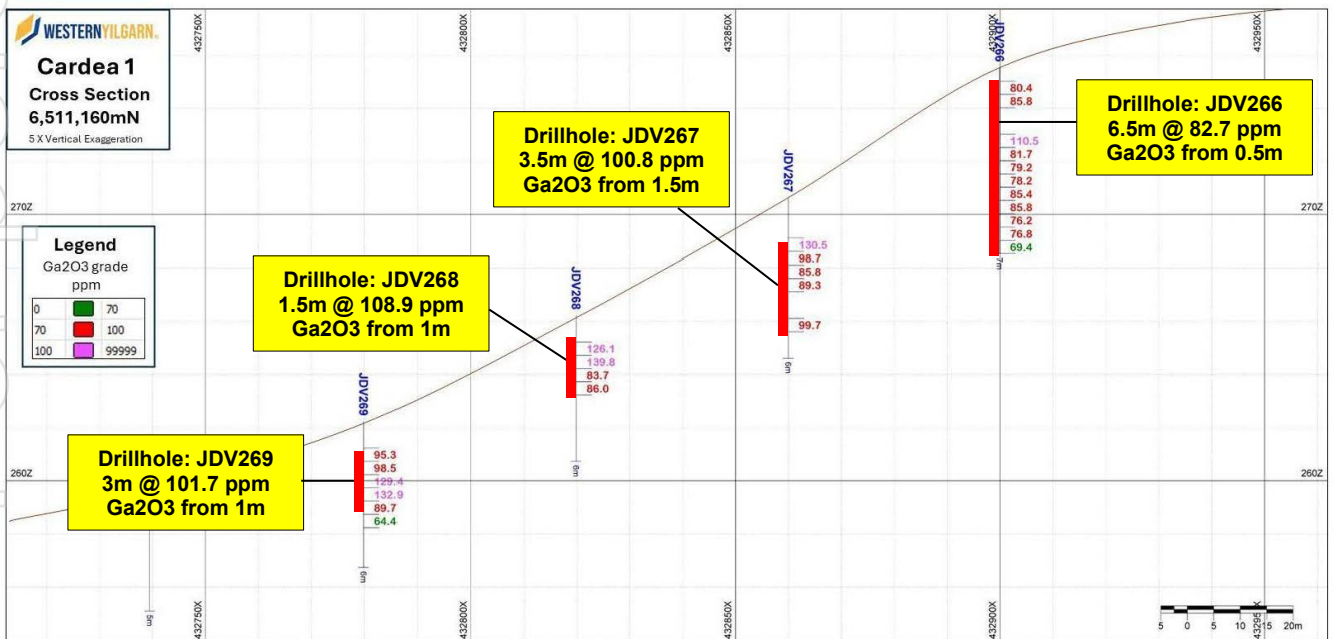 WESTERNYILGARN
Cardea 1
Cross Section
6,511,160mN
5 X Vertical Exaggeration
432750X
432800X
432850X
432900X
432950X
Drillhole: JDV266
6.5m @ 82.7 ppm
Ga2O3 from 0.5m
Drillhole: JDV267
3.5m @ 100.8 ppm
Ga2O3 from 1.5m
Drillhole: JDV268
1.5m @ 108.9 ppm
Ga2O3 from 1m
Drillhole: JDV269
3m @ 101.7 ppm
Ga2O3 from 1m
Legend
Ga2O3 grade
ppm
0 70
70 100
100 99999
270Z
270Z
260Z
260Z
JDV266
80.4
85.8
110.5
81.7
79.2
78.2
85.4
85.8
76.2
76.8
69.4
7m
JDV267
130.5
98.7
85.8
89.3
99.7
6m
JDV268
126.1
139.8
83.7
86.0
6m
JDV269
95.3
98.5
129.4
132.9
89.7
64.4
6m
5m
432750X
432800X
432850X
432900X
432950X
5 0 5 10 15 20m